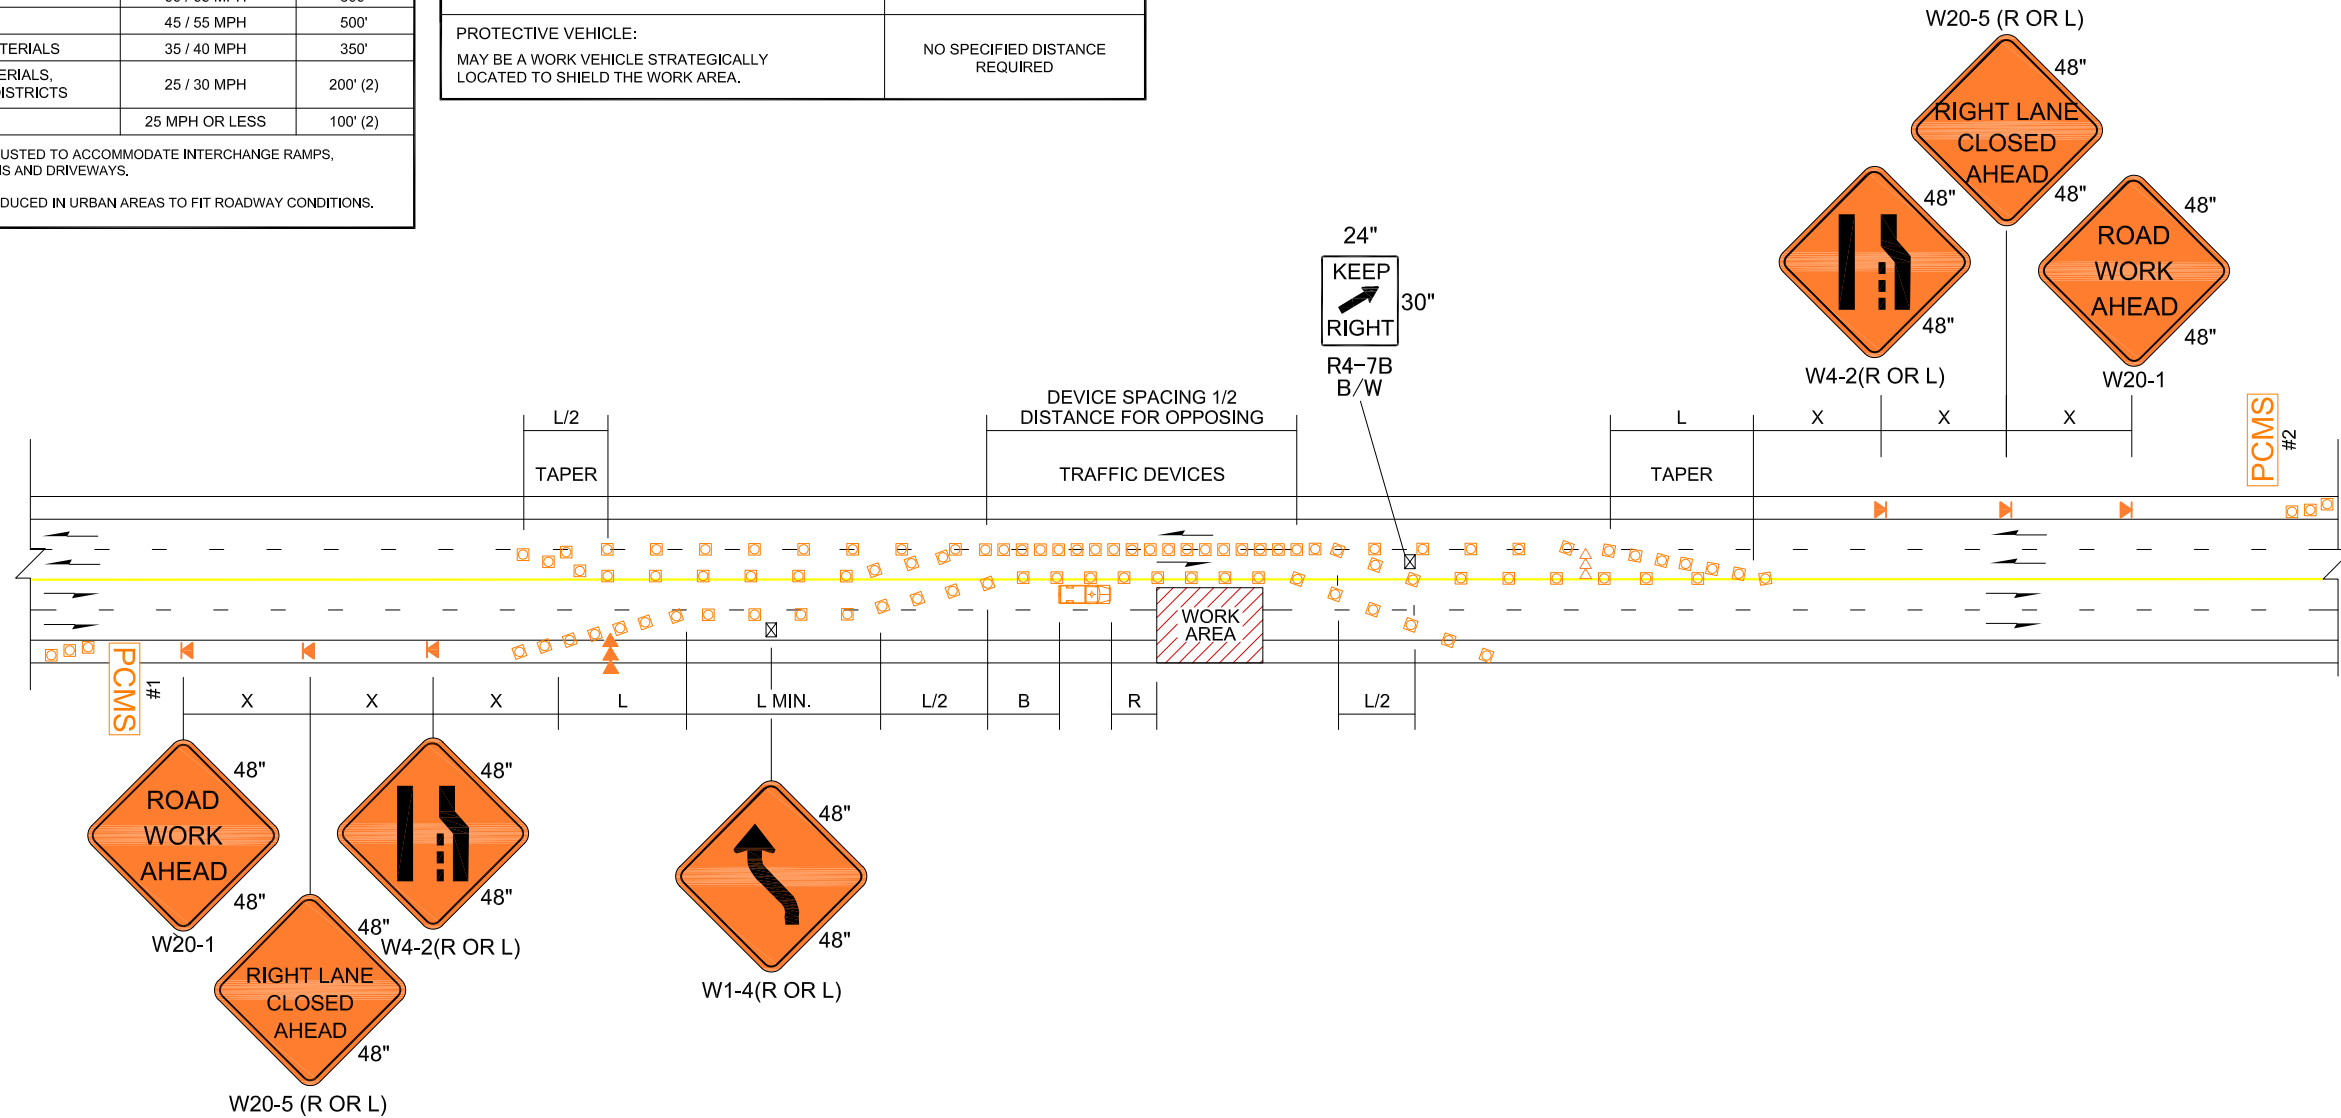 45 / 55 MPH 500'
TERIALS 35 / 40 MPH 350'
ERIALS,
DISTRICTS 25 / 30 MPH 200' (2)
25 MPH OR LESS 100' (2)
USTED TO ACCOMMODATE INTERCHANGE RAMPS,
NS AND DRIVEWAYS.
DUCED IN URBAN AREAS TO FIT ROADWAY CONDITIONS.
PROTECTIVE VEHICLE:
MAY BE A WORK VEHICLE STRATEGICALLY
LOCATED TO SHIELD THE WORK AREA.
NO SPECIFIED DISTANCE
REQUIRED
W20-5 (R OR L)
RIGHT LANE
CLOSED
AHEAD
48"
48"
48"
48"
W4-2(R OR L)
ROAD
WORK
AHEAD
48"
48"
W20-1
24"
KEEP
RIGHT
30"
R4-7B
B/W
L/2
TAPER
DEVICE SPACING 1/2
DISTANCE FOR OPPOSING
TRAFFIC DEVICES
L
TAPER
X X X
PCMS
#2
WORK
AREA
PCMS
#1
X X X L L MIN. L/2 B R L/2
ROAD
WORK
AHEAD
48"
48"
W20-1
48"
48"
W4-2(R OR L)
RIGHT LANE
CLOSED
AHEAD
48"
48"
W20-5 (R OR L)
48"
48"
W1-4(R OR L)